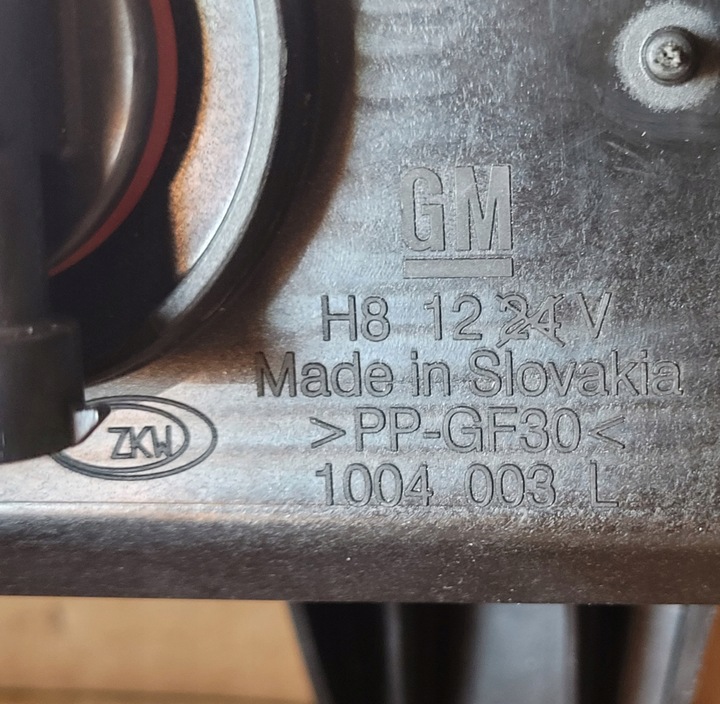 GM
H8 12 24 V
Made in Slovakia
ZKW
>PP-GF30<
1004 003 L